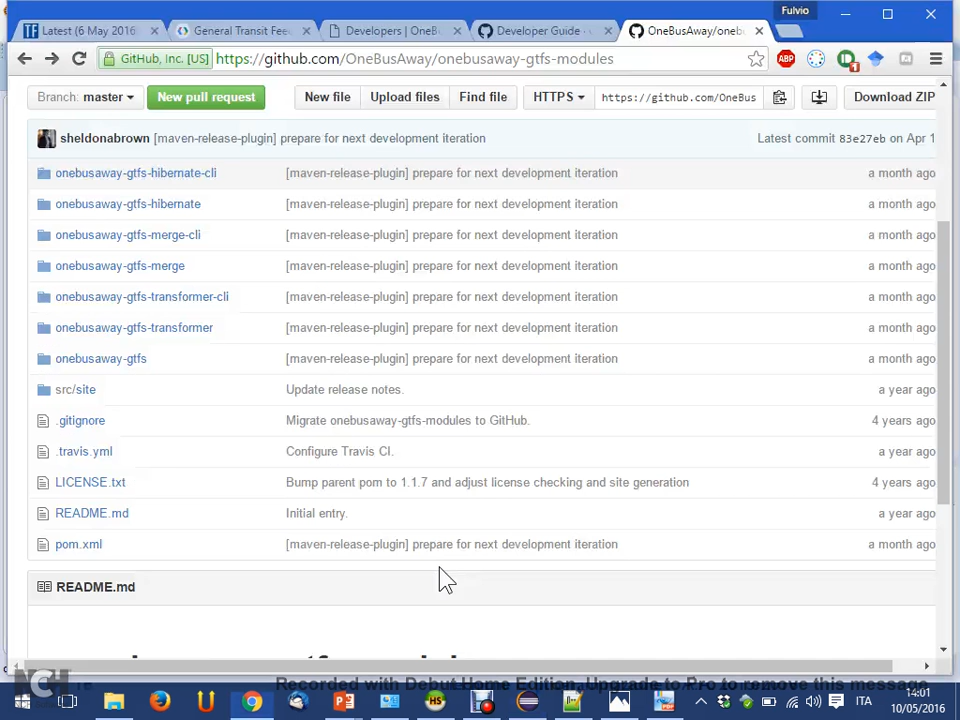 Fulvio
Latest (6 May 2016)
General Transit Fee
Developers | OneB
Developer Guide
OneBusAway/oneb
GitHub, Inc. [US]
https://github.com/OneBusAway/onebusaway-gtfs-modules
ABP
1
Branch: master
New pull request
New file
Upload files
Find file
HTTPS
https://github.com/OneBus
Download ZIP
sheldonabrown [maven-release-plugin] prepare for next development iteration
Latest commit 83e27eb on Apr 1
onebusaway-gtfs-hibernate-cli [maven-release-plugin] prepare for next development iteration a month ago
onebusaway-gtfs-hibernate [maven-release-plugin] prepare for next development iteration a month ago
onebusaway-gtfs-merge-cli [maven-release-plugin] prepare for next development iteration a month ago
onebusaway-gtfs-merge [maven-release-plugin] prepare for next development iteration a month ago
onebusaway-gtfs-transformer-cli [maven-release-plugin] prepare for next development iteration a month ago
onebusaway-gtfs-transformer [maven-release-plugin] prepare for next development iteration a month ago
onebusaway-gtfs [maven-release-plugin] prepare for next development iteration a month ago
src/site Update release notes. a year ago
.gitignore Migrate onebusaway-gtfs-modules to GitHub. 4 years ago
.travis.yml Configure Travis CI. a year ago
LICENSE.txt Bump parent pom to 1.1.7 and adjust license checking and site generation 4 years ago
README.md Initial entry. a year ago
pom.xml [maven-release-plugin] prepare for next development iteration a month ago
README.md
NCH
Recorded with Debut Home Edition. Upgrade to Pro to remove this message
HS
ITA
14:01
10/05/2016